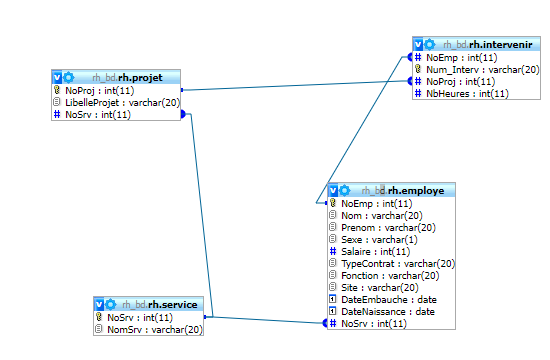 rh_bd.rh.intervenir
# NoEmp : int(11)
Num_Interv : varchar(20)
# NoProj : int(11)
# NbHeures : int(11)
rh_bd.rh.projet
NoProj : int(11)
LibelleProjet : varchar(20)
# NoSrv : int(11)
rh_bd.rh.employe
NoEmp : int(11)
Nom : varchar(20)
Prenom : varchar(20)
Sexe : varchar(1)
# Salaire : int(11)
TypeContrat : varchar(20)
Fonction : varchar(20)
Site : varchar(20)
DateEmbauche : date
DateNaissance : date
# NoSrv : int(11)
rh_bd.rh.service
NoSrv : int(11)
NomSrv : varchar(20)